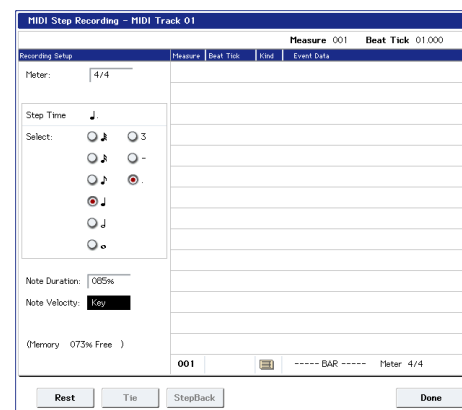 MIDI Step Recording - MIDI Track 01
Measure 001 Beat Tick 01.000
Recording Setup
Measure Beat Tick Kind Event Data
Meter: 4/4
Step Time
Select:
3
-
.
Note Duration: 085%
Note Velocity: Key
(Memory 073% Free )
001 ----- BAR ----- Meter 4/4
Rest Tie StepBack Done